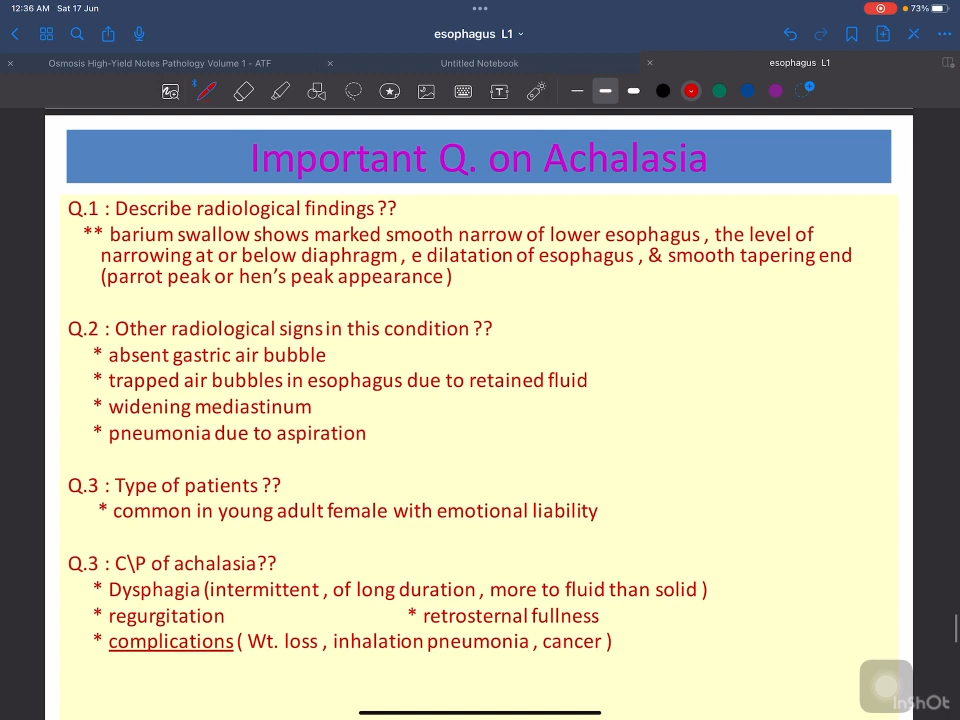 12:36 AM Sat 17 Jun
73%
esophagus L1
Osmosis High-Yield Notes Pathology Volume 1 - ATF
Untitled Notebook
esophagus L1
Important Q. on Achalasia
Q.1 : Describe radiological findings ??
** barium swallow shows marked smooth narrow of lower esophagus , the level of
narrowing at or below diaphragm , e dilatation of esophagus , & smooth tapering end
(parrot peak or hen's peak appearance )
Q.2 : Other radiological signs in this condition ??
* absent gastric air bubble
* trapped air bubbles in esophagus due to retained fluid
* widening mediastinum
* pneumonia due to aspiration
Q.3 : Type of patients ??
* common in young adult female with emotional liability
Q.3 : C\P of achalasia??
* Dysphagia (intermittent , of long duration , more to fluid than solid )
* regurgitation * retrosternal fullness
* complications ( Wt. loss , inhalation pneumonia , cancer )
InShOt